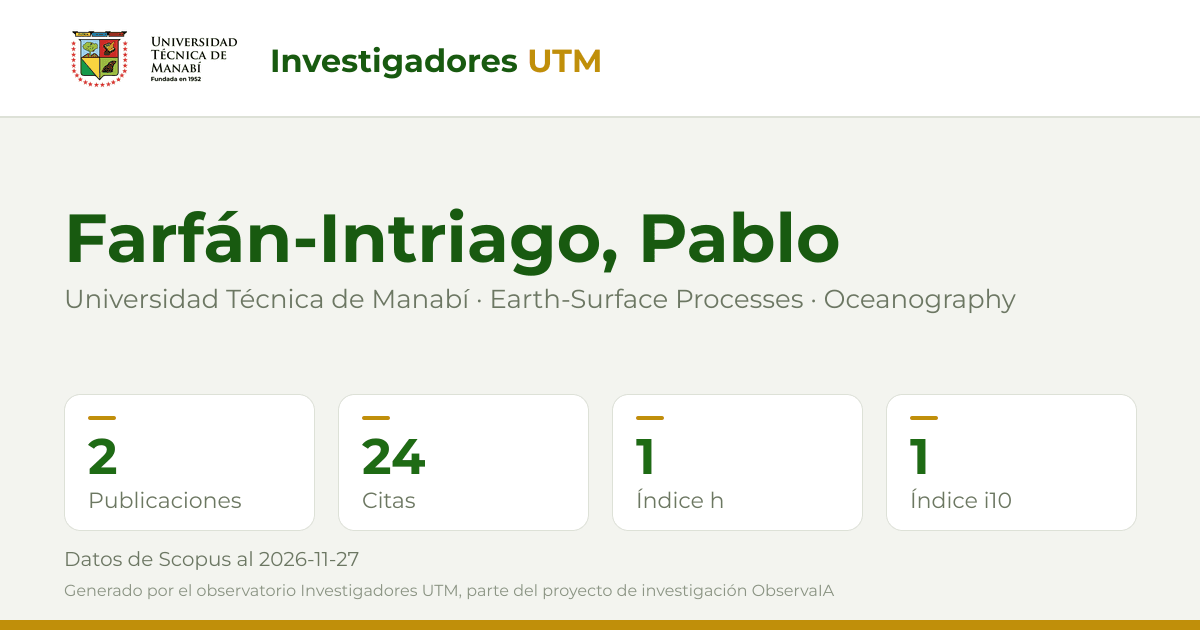 UNIVERSIDAD
TÉCNICA DE
MANABÍ
Fundada en 1952
Investigadores UTM
Farfán-Intriago, Pablo
Universidad Técnica de Manabí · Earth-Surface Processes · Oceanography
2
Publicaciones
24
Citas
1
Índice h
1
Índice i10
Datos de Scopus al 2026-11-27
Generado por el observatorio Investigadores UTM, parte del proyecto de investigación ObservaIA